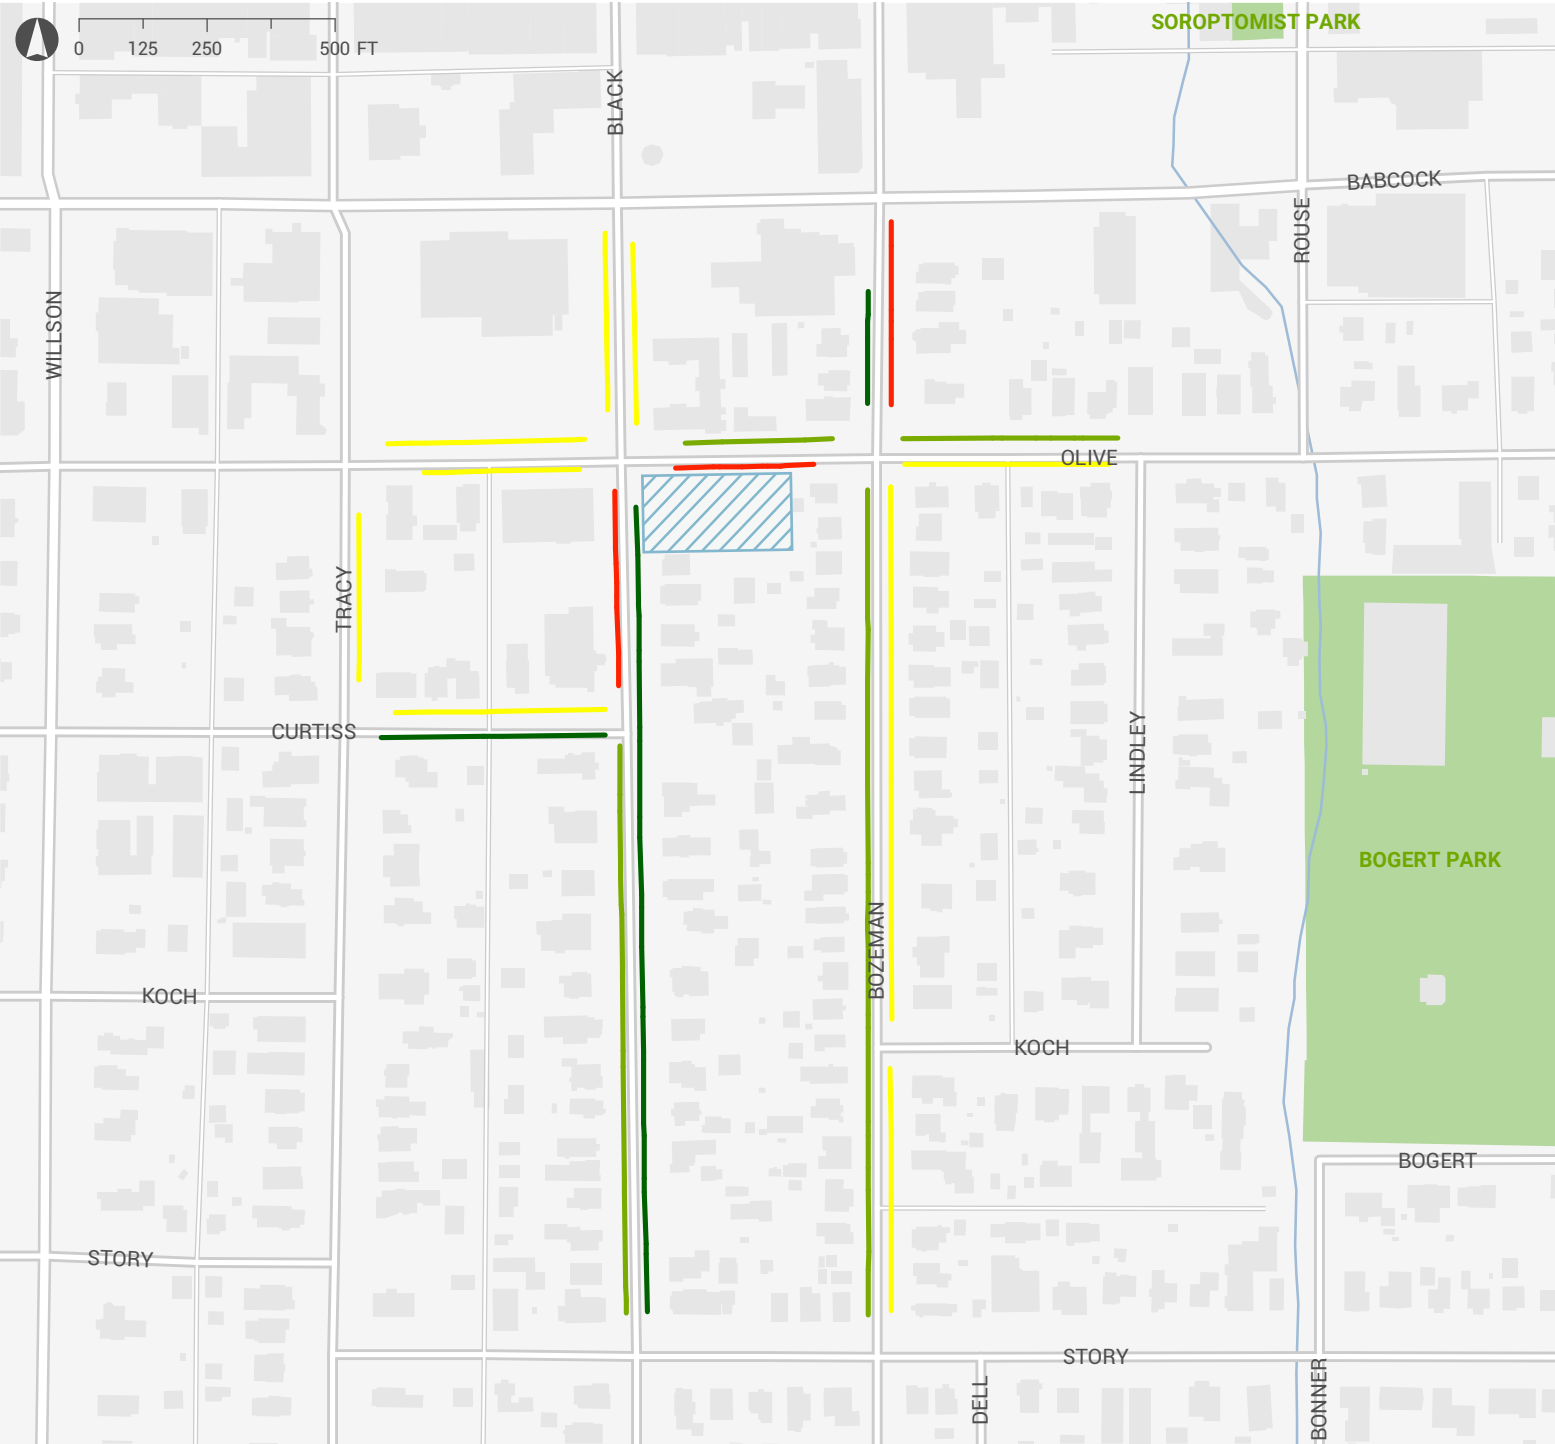 SOROPTOMIST PARK
0 125 250 500 FT
BLACK
BABCOCK
ROUSE
WILLSON
OLIVE
TRACY
CURTISS
LINDLEY
BOGERT PARK
BOZEMAN
KOCH
KOCH
BOGERT
STORY
STORY
DELL
BONNER